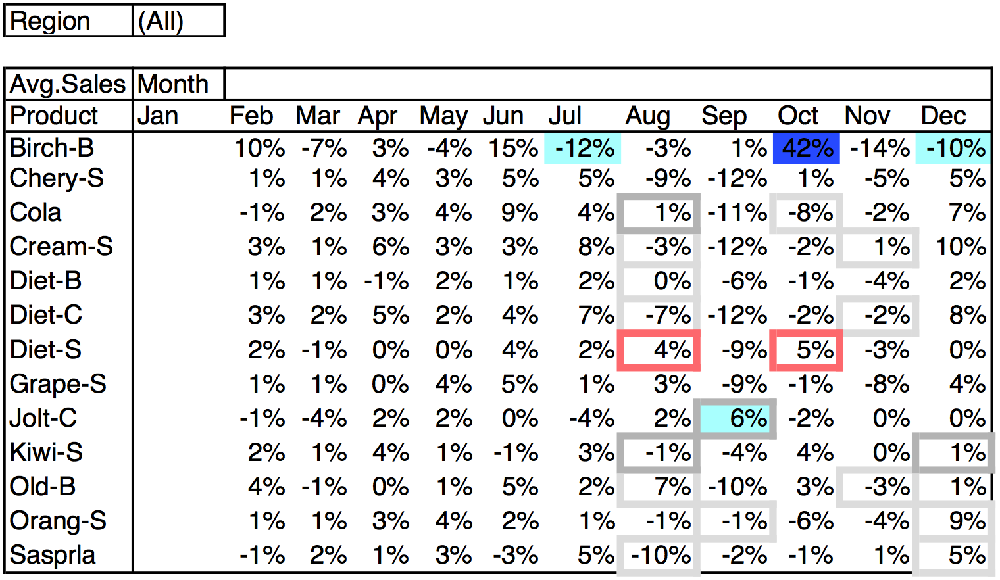 Region (All)
Avg.Sales Month
Product Jan Feb Mar Apr May Jun Jul Aug Sep Oct Nov Dec
Birch-B 10% -7% 3% -4% 15% -12% -3% 1% 42% -14% -10%
Chery-S 1% 1% 4% 3% 5% 5% -9% -12% 1% -5% 5%
Cola -1% 2% 3% 4% 9% 4% 1% -11% -8% -2% 7%
Cream-S 3% 1% 6% 3% 3% 8% -3% -12% -2% 1% 10%
Diet-B 1% 1% -1% 2% 1% 2% 0% -6% -1% -4% 2%
Diet-C 3% 2% 5% 2% 4% 7% -7% -12% -2% -2% 8%
Diet-S 2% -1% 0% 0% 4% 2% 4% -9% 5% -3% 0%
Grape-S 1% 1% 0% 4% 5% 1% 3% -9% -1% -8% 4%
Jolt-C -1% -4% 2% 2% 0% -4% 2% 6% -2% 0% 0%
Kiwi-S 2% 1% 4% 1% -1% 3% -1% -4% 4% 0% 1%
Old-B 4% -1% 0% 1% 5% 2% 7% -10% 3% -3% 1%
Orang-S 1% 1% 3% 4% 2% 1% -1% -1% -6% -4% 9%
Sasprla -1% 2% 1% 3% -3% 5% -10% -2% -1% 1% 5%